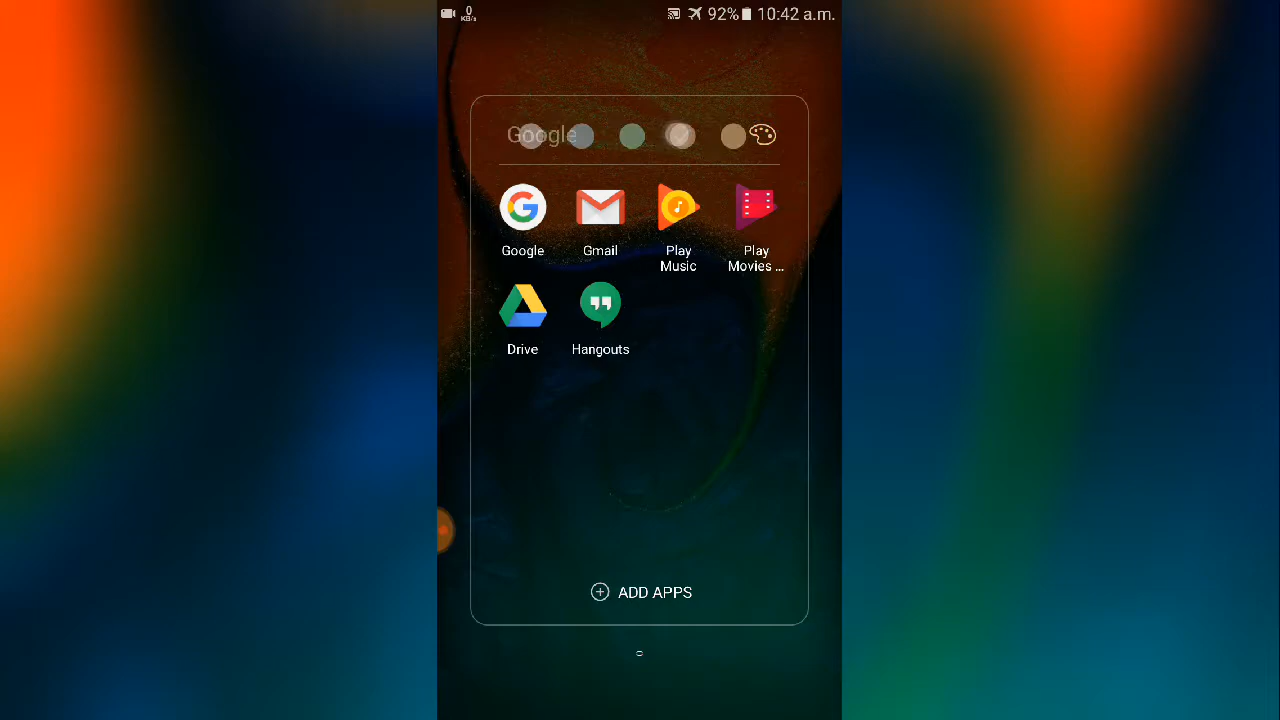 0
KB/s
92% 10:42 a.m.
Google
Google Gmail Play Music Play Movies ...
Drive Hangouts
ADD APPS